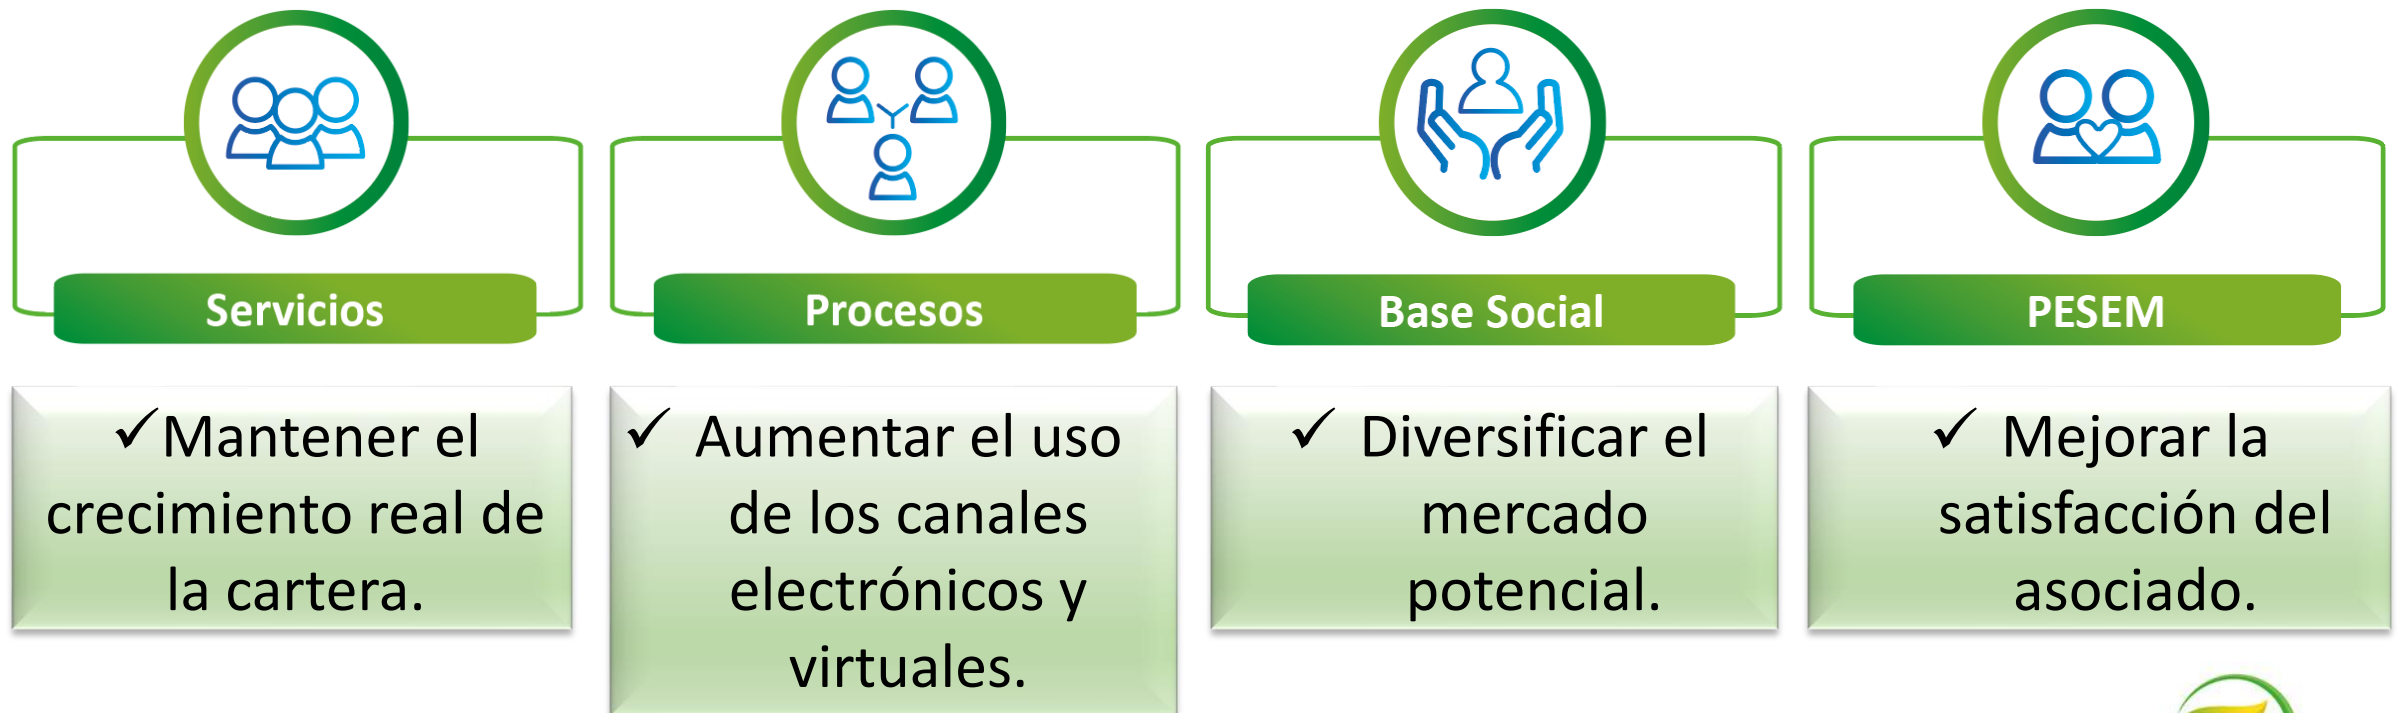 Servicios
Procesos
Base Social
PESEM
✓Mantener el
crecimiento real de
la cartera.
✓ Aumentar el uso
de los canales
electrónicos y
virtuales.
✓ Diversificar el
mercado
potencial.
✓ Mejorar la
satisfacción del
asociado.